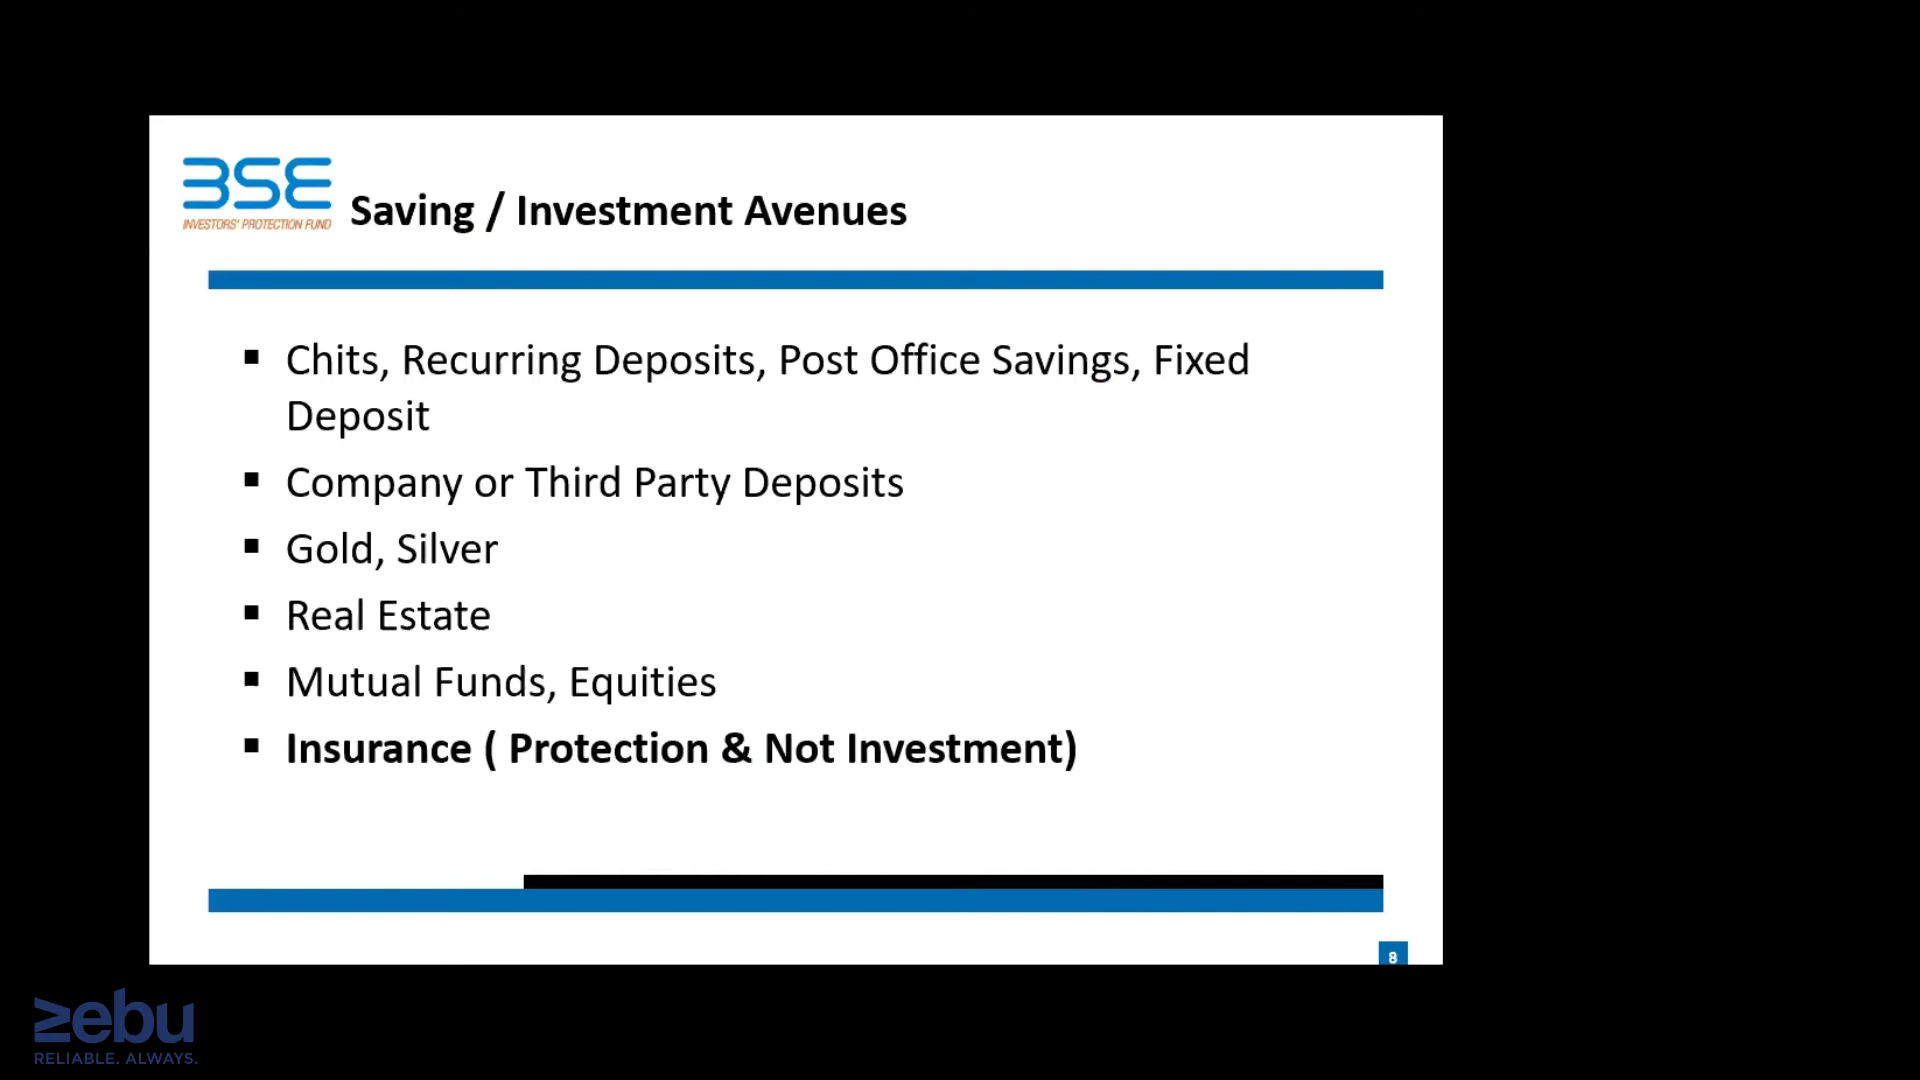 BSE
INVESTORS' PROTECTION FUND
Saving / Investment Avenues
▪ Chits, Recurring Deposits, Post Office Savings, Fixed
Deposit
▪ Company or Third Party Deposits
▪ Gold, Silver
▪ Real Estate
▪ Mutual Funds, Equities
▪ Insurance ( Protection & Not Investment)
8
zebu
RELIABLE. ALWAYS.